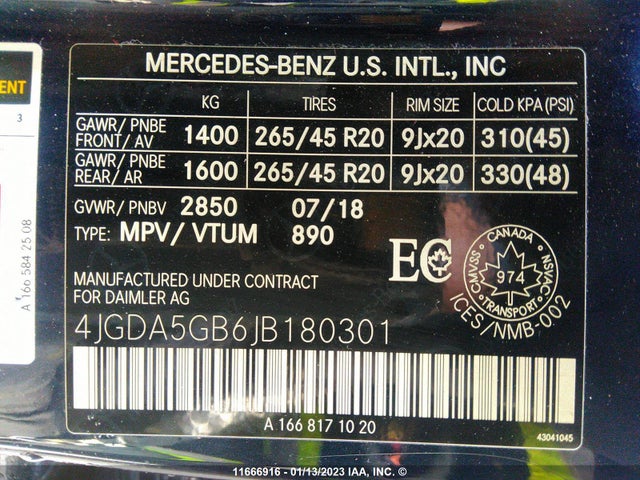 MERCEDES-BENZ U.S. INTL., INC
KG TIRES RIM SIZE COLD KPA (PSI)
GAWR/ PNBE FRONT/ AV 1400 265/45 R20 9Jx20 310(45)
GAWR/ PNBE REAR/ AR 1600 265/45 R20 9Jx20 330(48)
GVWR/ PNBV 2850 07/18
TYPE: MPV/ VTUM 890
EC
CANADA
974
TRANSPORT
ICES/NMB-002
MANUFACTURED UNDER CONTRACT
FOR DAIMLER AG
4JGDA5GB6JB180301
A 166 817 10 20
43041045
ENT
3
A 166 584 25 08
11666916 - 01/13/2023 IAA, INC. ©